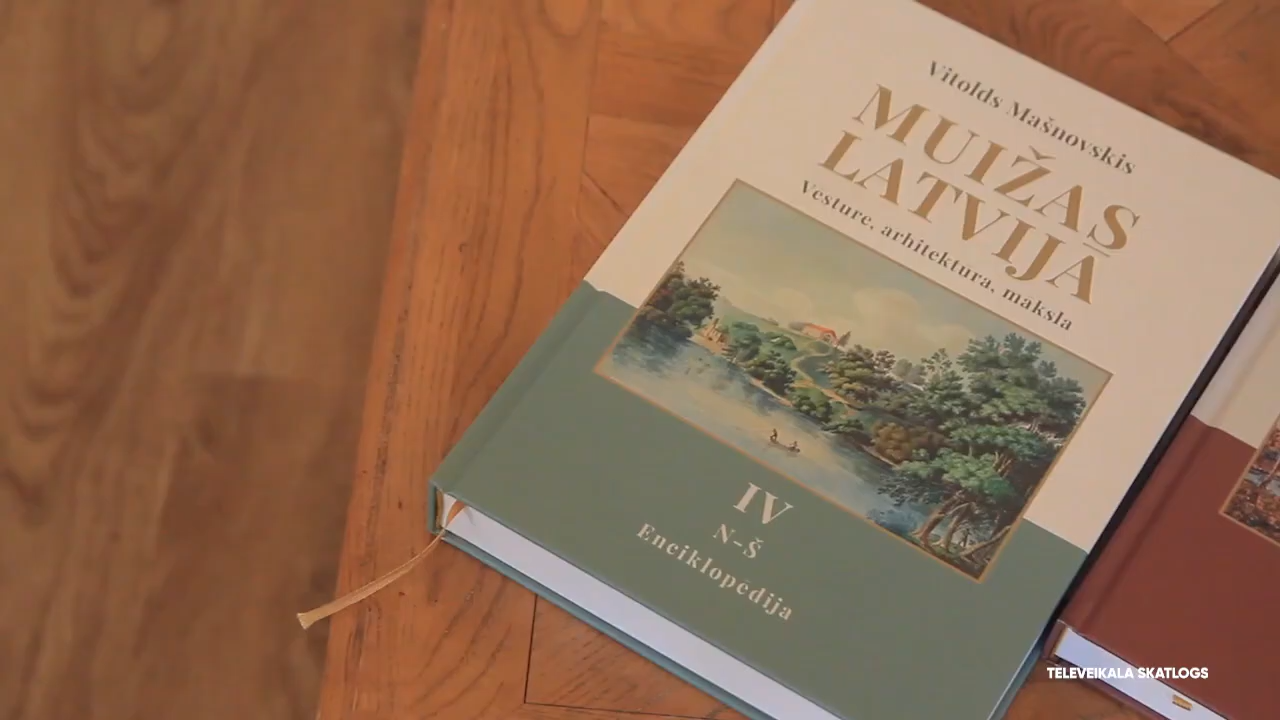 Vitolds Mašnovskis
MUIŽAS
LATVIJĀ
Vēsture, arhitektūra, māksla
IV
N-Š
Enciklopēdija
TELEVEIKALA SKATLOGS